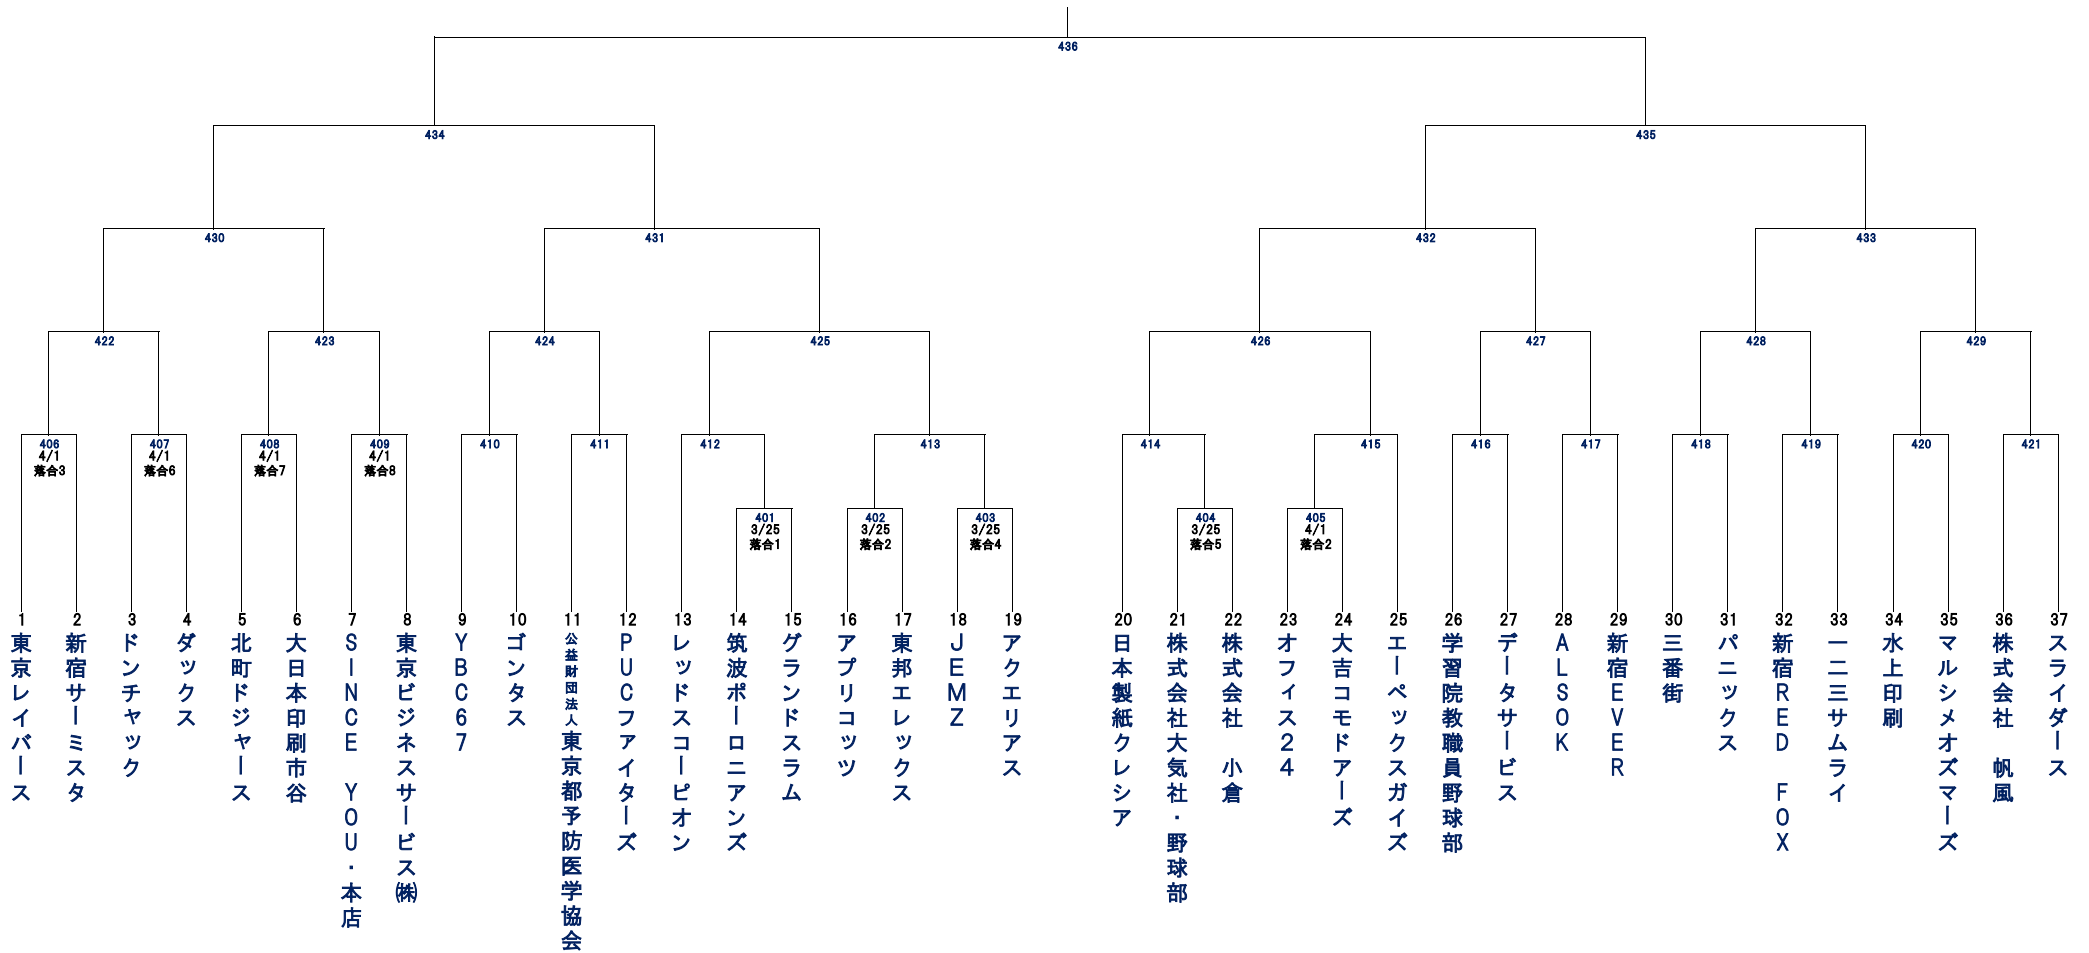 436
434
435
430
431
432
433
422
423
424
425
426
427
428
429
406
4/1
落合3
407
4/1
落合6
408
4/1
落合7
409
4/1
落合8
410
411
412
413
414
415
416
417
418
419
420
421
401
3/25
落合1
402
3/25
落合2
403
3/25
落合4
404
3/25
落合5
405
4/1
落合2
1
東京レイバース
2
新宿サーミスタ
3
ドンチャック
4
ダックス
5
北町ドジャース
6
大日本印刷市谷
7
SINCE YOU・本店
8
東京ビジネスサービス㈱
9
YBC67
10
ゴンタス
11
公益財団法人東京都予防医学協会
12
PUCファイターズ
13
レッドスコーピオン
14
筑波ポーロニアンズ
15
グランドスラム
16
アプリコッツ
17
東邦エレックス
18
JEMZ
19
アクエリアス
20
日本製紙クレシア
21
株式会社大気社・野球部
22
株式会社 小倉
23
オフィス24
24
大吉コモドアーズ
25
エーペックスガイズ
26
学習院教職員野球部
27
データサービス
28
ALSOK
29
新宿EVER
30
三番街
31
パニックス
32
新宿RED FOX
33
一二三サムライ
34
水上印刷
35
マルシメオズマーズ
36
株式会社 帆風
37
スライダース